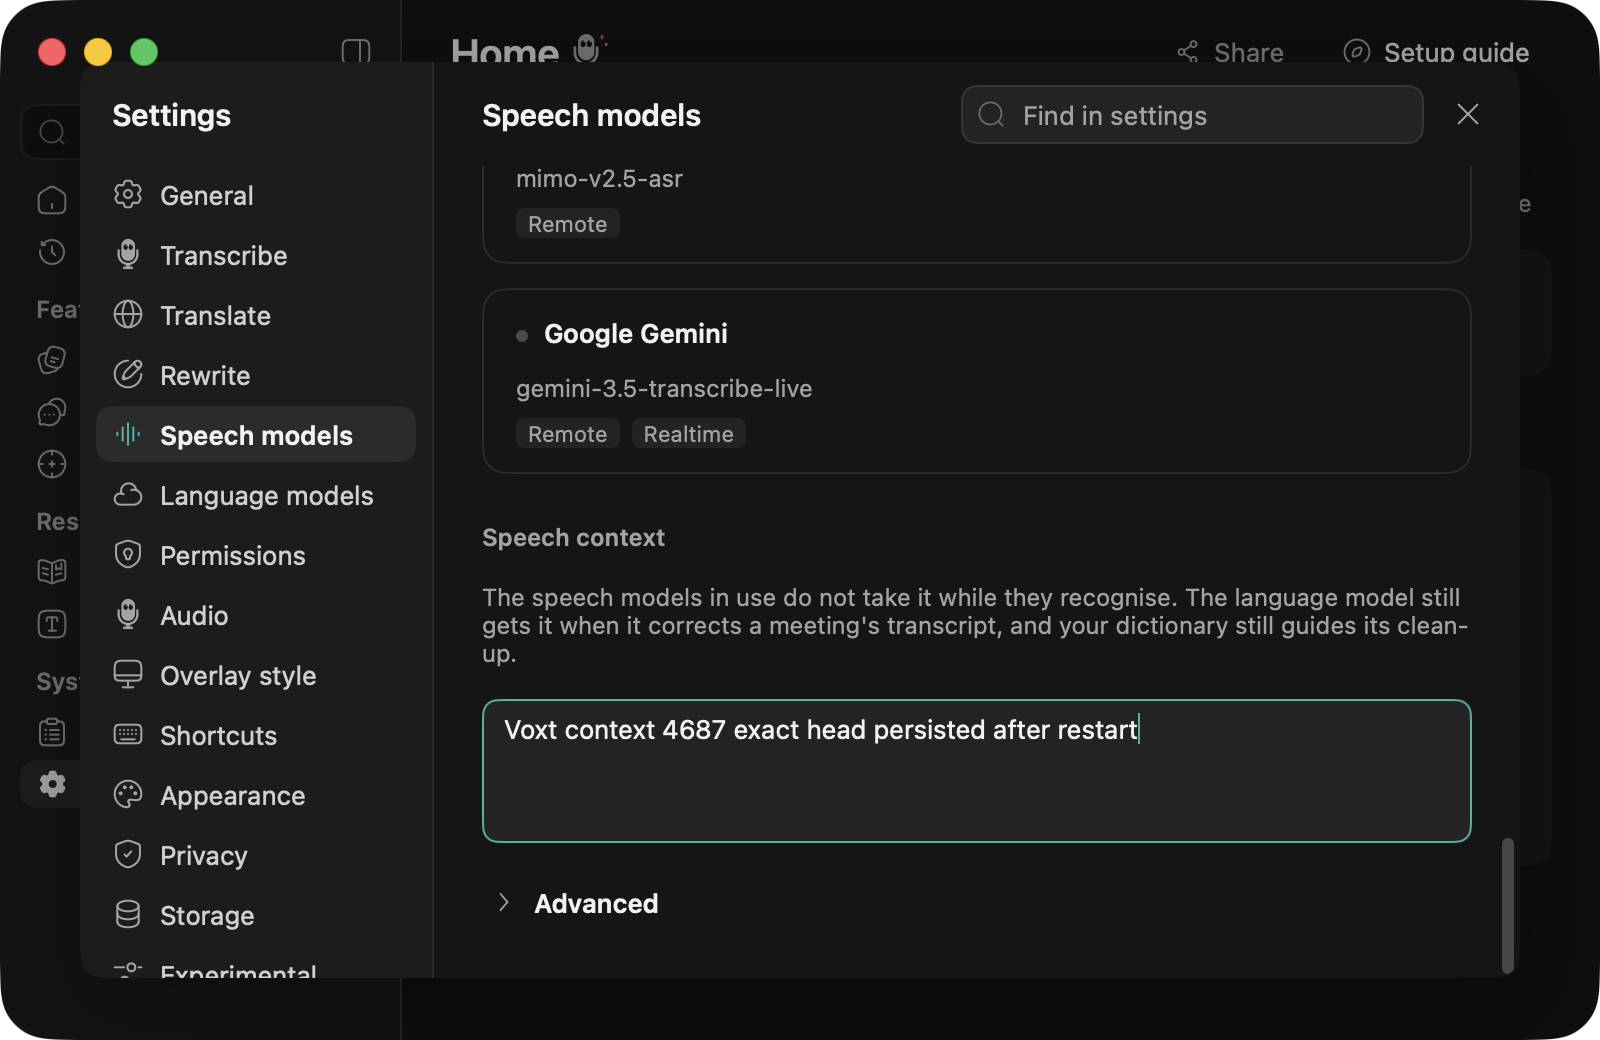 Home
Share
Setup guide
Settings
Speech models
Find in settings
General
Transcribe
Translate
Rewrite
Speech models
Language models
Permissions
Audio
Overlay style
Shortcuts
Appearance
Privacy
Storage
Experimental
mimo-v2.5-asr
Remote
Google Gemini
gemini-3.5-transcribe-live
Remote Realtime
Speech context
The speech models in use do not take it while they recognise. The language model still
gets it when it corrects a meeting's transcript, and your dictionary still guides its clean-
up.
Voxt context 4687 exact head persisted after restart
Advanced